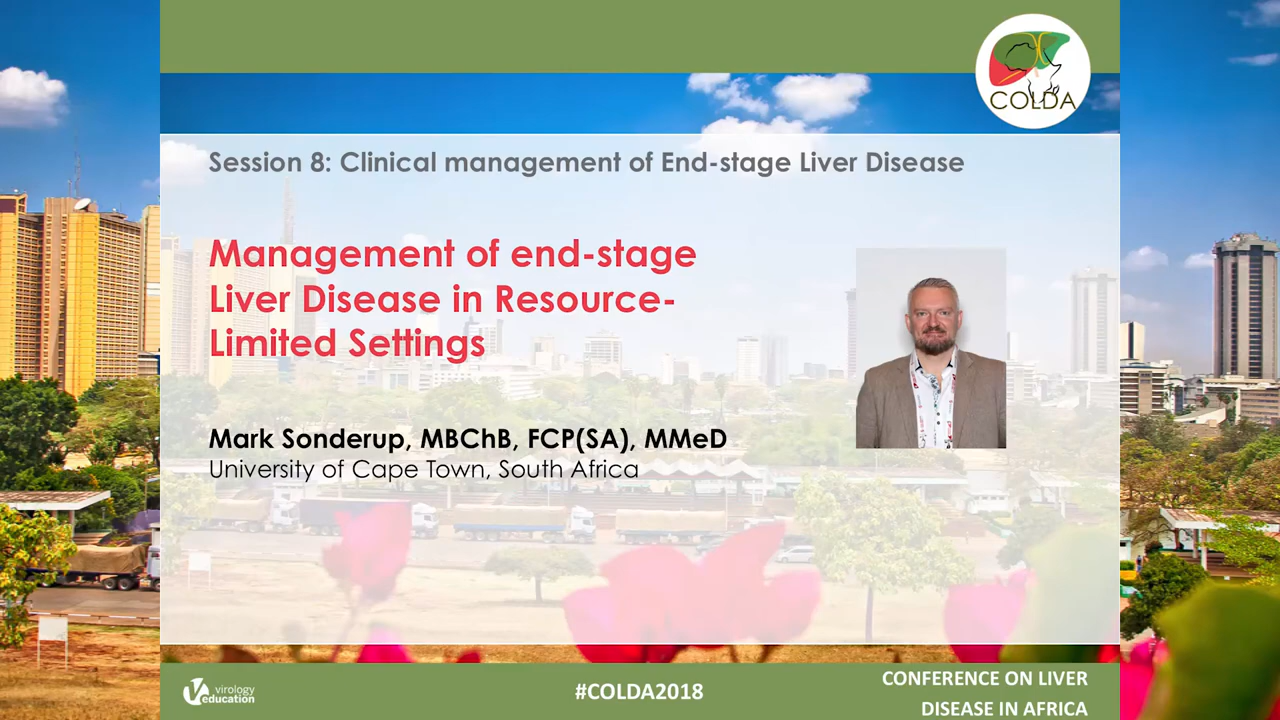 COLDA
Session 8: Clinical management of End-stage Liver Disease
Management of end-stage
Liver Disease in Resource-
Limited Settings
Mark Sonderup, MBChB, FCP(SA), MMeD
University of Cape Town, South Africa
virology
education
#COLDA2018
CONFERENCE ON LIVER
DISEASE IN AFRICA